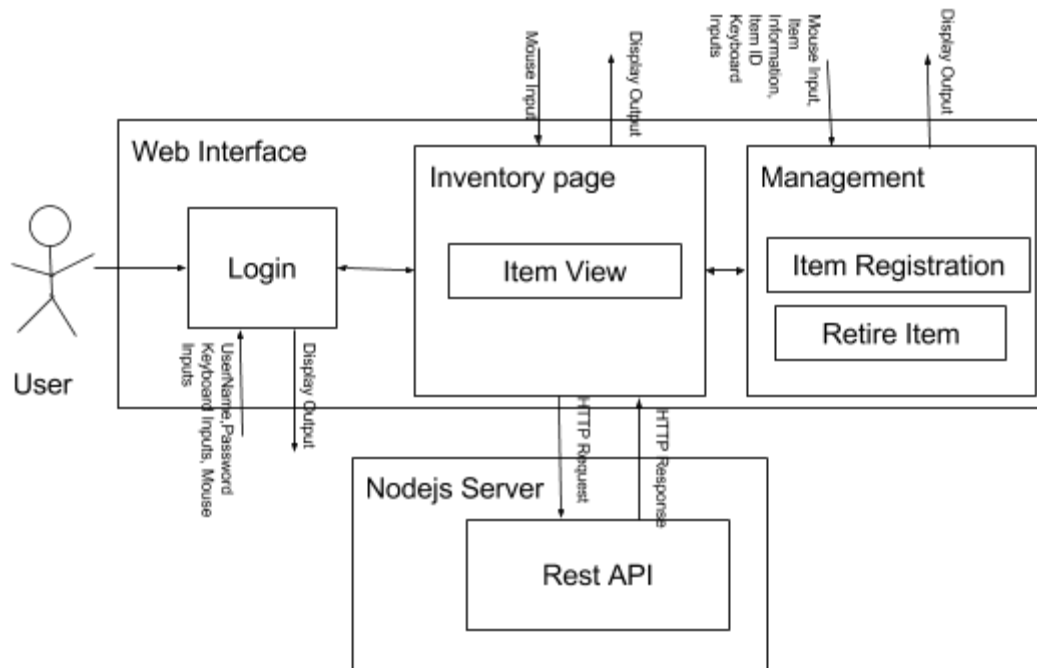 Mouse Input
Display Output
Mouse Input,
Item
Information,
Item ID
Keyboard
Inputs
Display Output
Web Interface
Inventory page
Management
Login
Item View
Item Registration
Retire Item
User
UserName,Password
Keyboard Inputs, Mouse
Inputs
Display Output
HTTP Request
HTTP Response
Nodejs Server
Rest API